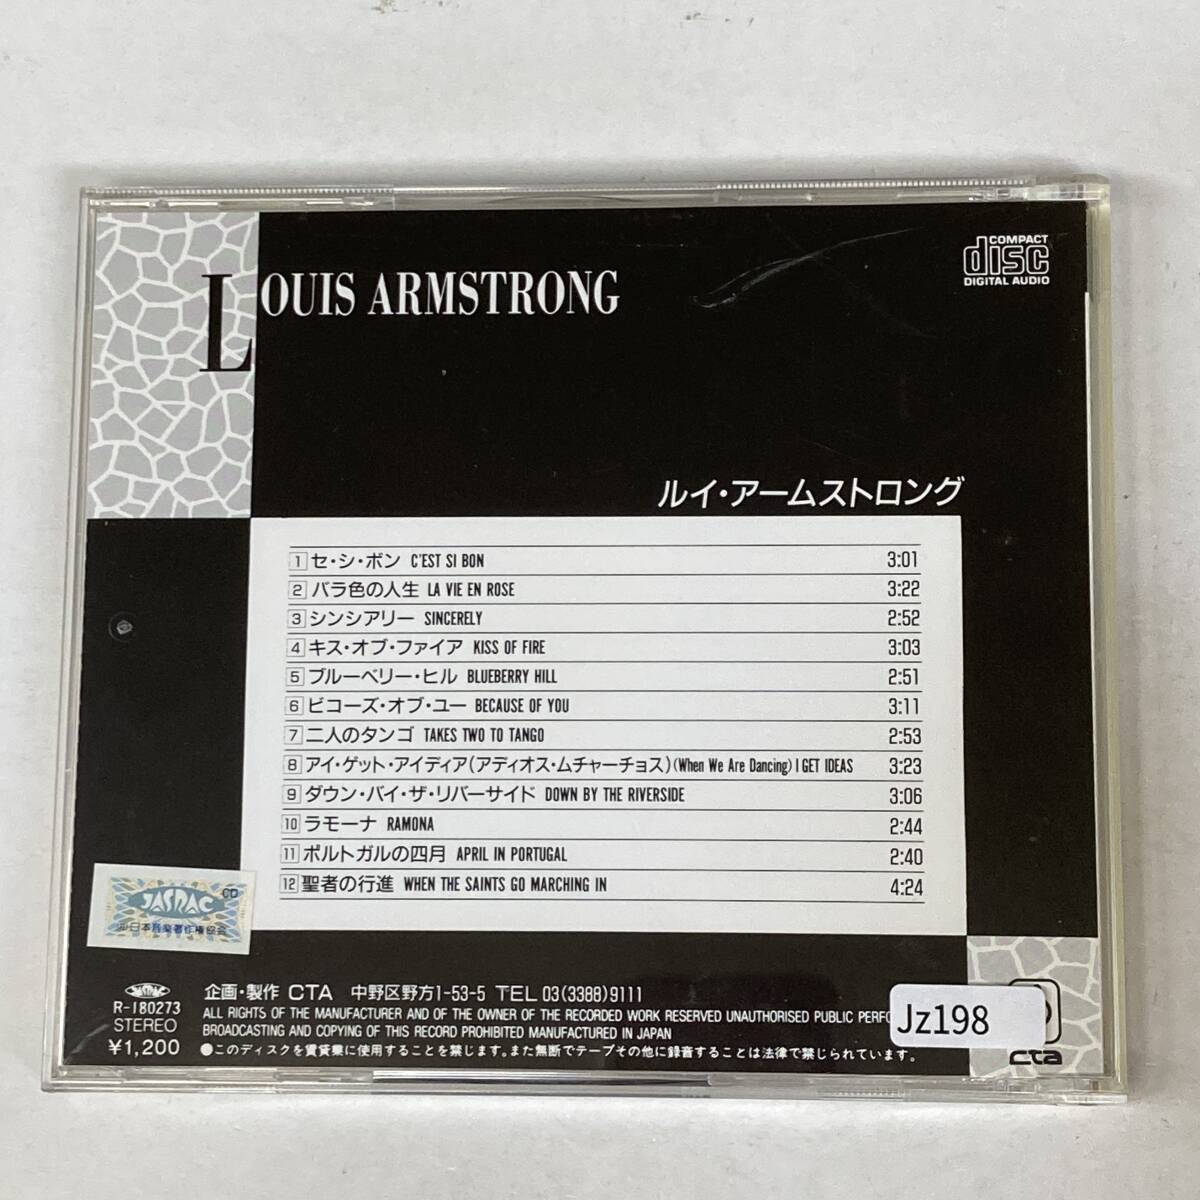 COMPACT
disc
DIGITAL AUDIO
LOUIS ARMSTRONG
ルイ・アームストロング
1 セ・シ・ボン C'EST SI BON 3:01
2 バラ色の人生 LA VIE EN ROSE 3:22
3 シンシアリー SINCERELY 2:52
4 キス・オブ・ファイア KISS OF FIRE 3:03
5 ブルーベリー・ヒル BLUEBERRY HILL 2:51
6 ビコーズ・オブ・ユー BECAUSE OF YOU 3:11
7 二人のタンゴ TAKES TWO TO TANGO 2:53
8 アイ・ゲット・アイディア(アディオス・ムチャーチョス)(When We Are Dancing) I GET IDEAS 3:23
9 ダウン・バイ・ザ・リバーサイド DOWN BY THE RIVERSIDE 3:06
10 ラモーナ RAMONA 2:44
11 ポルトガルの四月 APRIL IN PORTUGAL 2:40
12 聖者の行進 WHEN THE SAINTS GO MARCHING IN 4:24
CD
JASRAC
日本音楽著作権協会
JASRAC
R-180273
STEREO
¥1,200
企画・製作 CTA 中野区野方1-53-5 TEL 03(3388)9111
ALL RIGHTS OF THE MANUFACTURER AND OF THE OWNER OF THE RECORDED WORK RESERVED UNAUTHORISED PUBLIC PERFO
BROADCASTING AND COPYING OF THIS RECORD PROHIBITED MANUFACTURED IN JAPAN
●このディスクを賃貸業に使用することを禁じます。また無断でテープその他に録音することは法律で禁じられています。
Jz198
cta